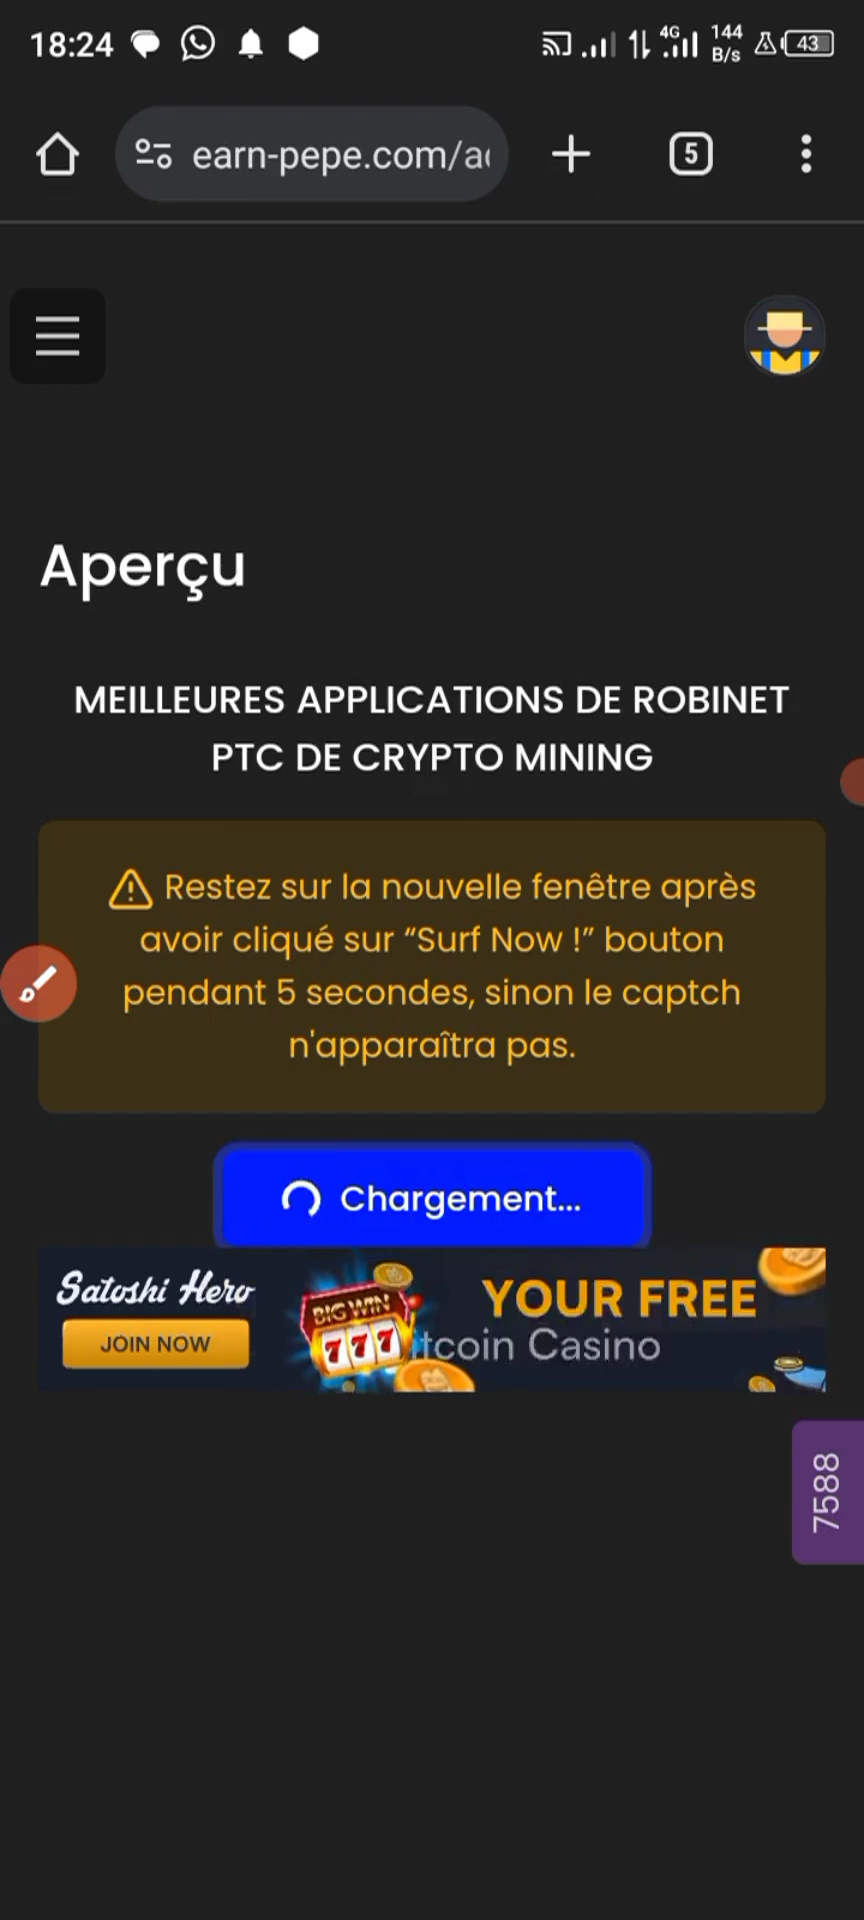 18:24
4G
144
B/s
43
earn-pepe.com/a
5
Aperçu
MEILLEURES APPLICATIONS DE ROBINET
PTC DE CRYPTO MINING
Restez sur la nouvelle fenêtre après
avoir cliqué sur “Surf Now !” bouton
pendant 5 secondes, sinon le captch
n'apparaîtra pas.
Chargement...
Satoshi Hero
JOIN NOW
BIG WIN
777
YOUR FREE
itcoin Casino
7588